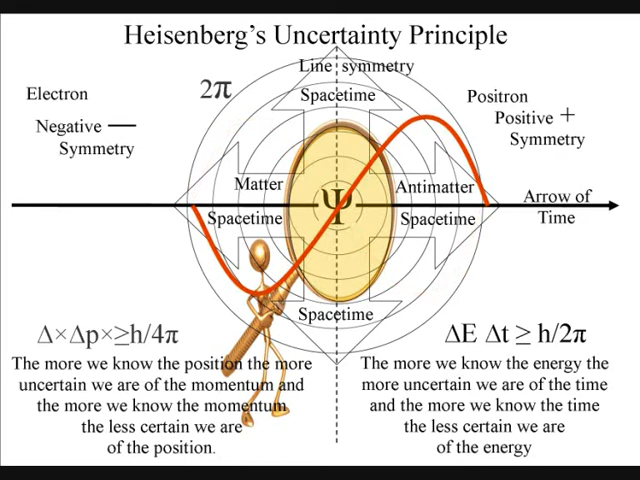 Heisenberg's Uncertainty Principle
Line symmetry
2π
Spacetime
Electron
Negative —
Symmetry
Positron
Positive +
Symmetry
Matter
Antimatter
Ψ
Arrow of
Time
Spacetime
Spacetime
Spacetime
Δ×Δp×≥h/4π
The more we know the position the more
uncertain we are of the momentum and
the more we know the momentum
the less certain we are
of the position.
ΔE Δt ≥ h/2π
The more we know the energy the
more uncertain we are of the time
and the more we know the time
the less certain we are
of the energy